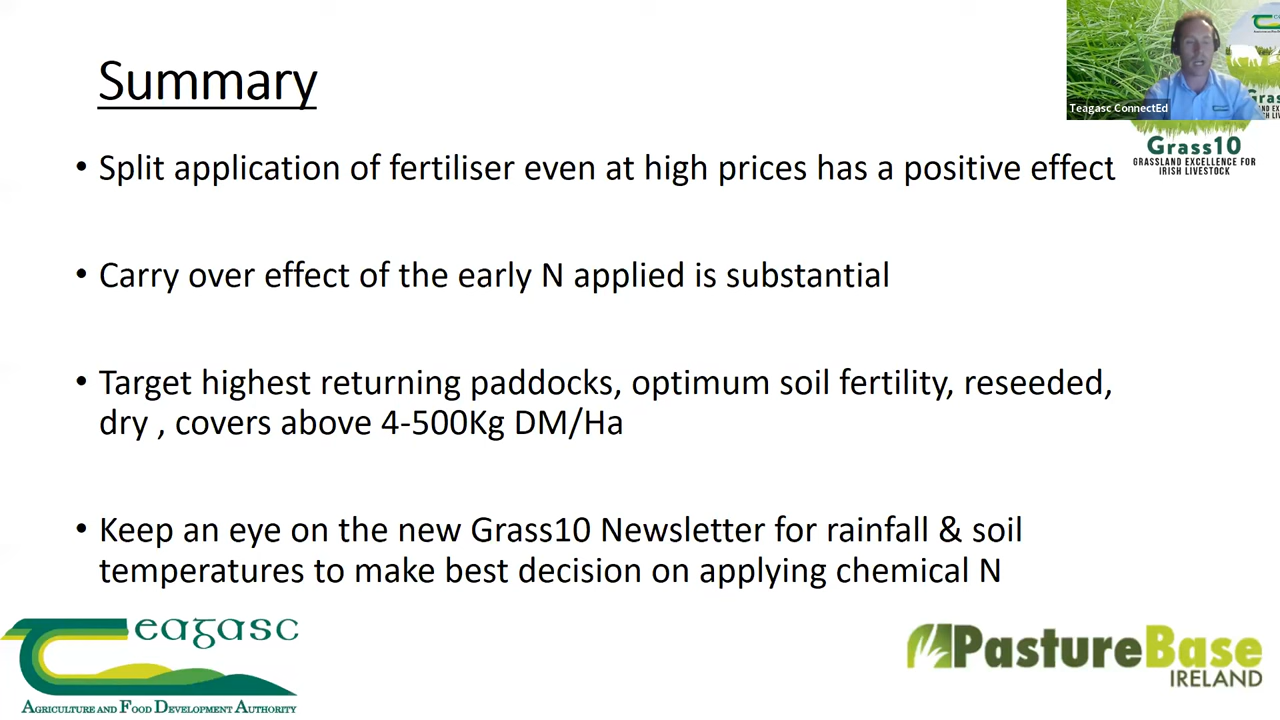 Summary
Teagasc ConnectEd
Grass10
GRASSLAND EXCELLENCE FOR
IRISH LIVESTOCK
• Split application of fertiliser even at high prices has a positive effect
• Carry over effect of the early N applied is substantial
• Target highest returning paddocks, optimum soil fertility, reseeded,
dry , covers above 4-500Kg DM/Ha
• Keep an eye on the new Grass10 Newsletter for rainfall & soil
temperatures to make best decision on applying chemical N
Teagasc
AGRICULTURE AND FOOD DEVELOPMENT AUTHORITY
PastureBase
IRELAND